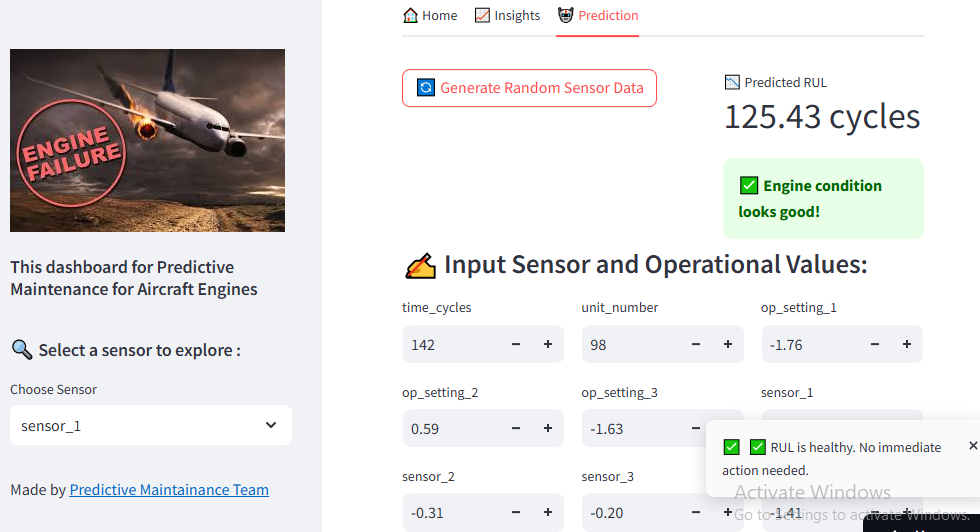 Home Insights Prediction
Generate Random Sensor Data
Predicted RUL
125.43 cycles
Engine condition
looks good!
ENGINE
FAILURE
This dashboard for Predictive
Maintenance for Aircraft Engines
Select a sensor to explore :
Choose Sensor
sensor_1
Made by Predictive Maintainance Team
Input Sensor and Operational Values:
time_cycles unit_number op_setting_1
142 − + 98 − + -1.76 − +
op_setting_2 op_setting_3 sensor_1
0.59 − + -1.63 −
sensor_2 sensor_3
-0.31 − + -0.20 − + -1.41
RUL is healthy. No immediate
action needed.
Activate Windows
Go to Settings to activate Windows.